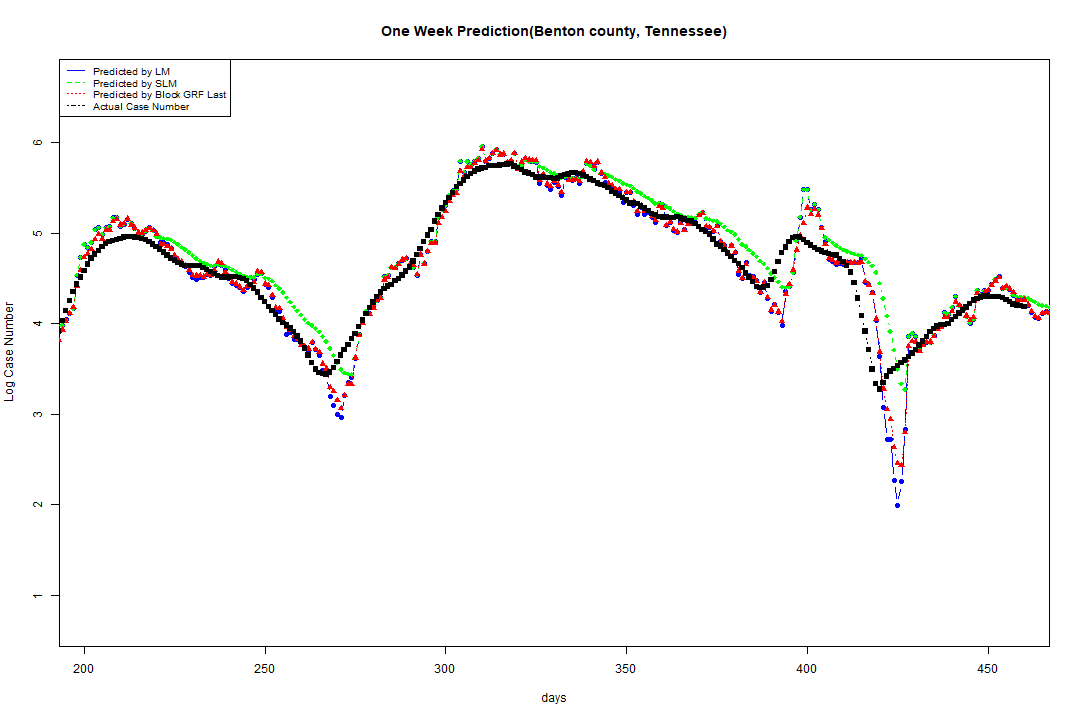 One Week Prediction(Benton county, Tennessee)
Predicted by LM
Predicted by SLM
Predicted by Block GRF Last
Actual Case Number
6
5
4
3
2
1
Log Case Number
200 250 300 350 400 450
days